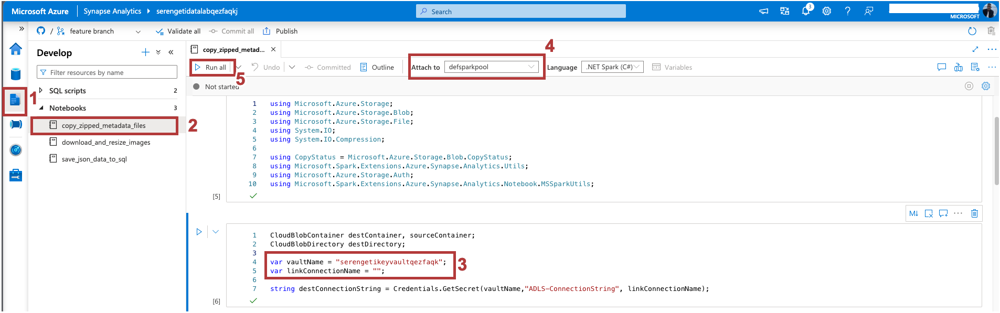 Microsoft Azure Synapse Analytics serengetidatalabqezfaqkj Search 3 MICROSOFT
/ feature branch Validate all Commit all Publish
Develop
copy_zipped_metad...
4
Filter resources by name
Run all Undo Committed Outline Attach to defsparkpool Language .NET Spark (C#) Variables
5
Not started
SQL scripts 2
1
Notebooks 3
copy_zipped_metadata_files
2
download_and_resize_images
save_json_data_to_sql
1 using Microsoft.Azure.Storage;
2 using Microsoft.Azure.Storage.Blob;
3 using Microsoft.Azure.Storage.File;
4 using System.IO;
5 using System.IO.Compression;
6
7 using CopyStatus = Microsoft.Azure.Storage.Blob.CopyStatus;
8 using Microsoft.Spark.Extensions.Azure.Synapse.Analytics.Utils;
9 using Microsoft.Azure.Storage.Auth;
10 using Microsoft.Spark.Extensions.Azure.Synapse.Analytics.Notebook.MSSparkUtils;
[5]
M↓
1 CloudBlobContainer destContainer, sourceContainer;
2 CloudBlobDirectory destDirectory;
3
4 var vaultName = "serengetikeyvaultqezfaqk";
5 var linkConnectionName = "";
3
6
7 string destConnectionString = Credentials.GetSecret(vaultName,"ADLS-ConnectionString", linkConnectionName);
[6]